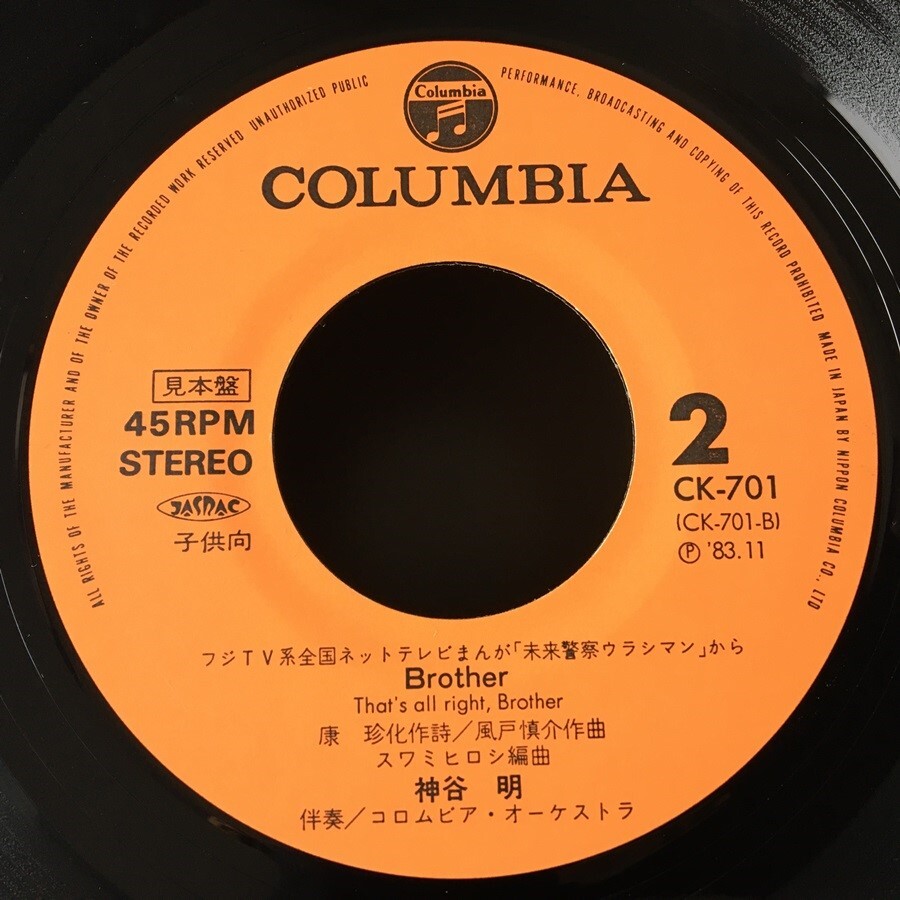 Columbia
COLUMBIA
ALL RIGHTS OF THE MANUFACTURER AND OF THE OWNER OF THE RECORDED WORK RESERVED UNAUTHORIZED PUBLIC PERFORMANCE, BROADCASTING AND COPYING OF THIS RECORD PROHIBITED MADE IN JAPAN BY NIPPON COLUMBIA CO., LTD
見本盤
45RPM
STEREO
JASRAC
子供向
2
CK-701
(CK-701-B)
Ⓟ '83.11
フジTV系全国ネットテレビまんが「未来警察ウラシマン」から
Brother
That's all right, Brother
康 珍化作詩/風戸慎介作曲
スワミヒロシ編曲
神谷 明
伴奏/コロムビア・オーケストラ